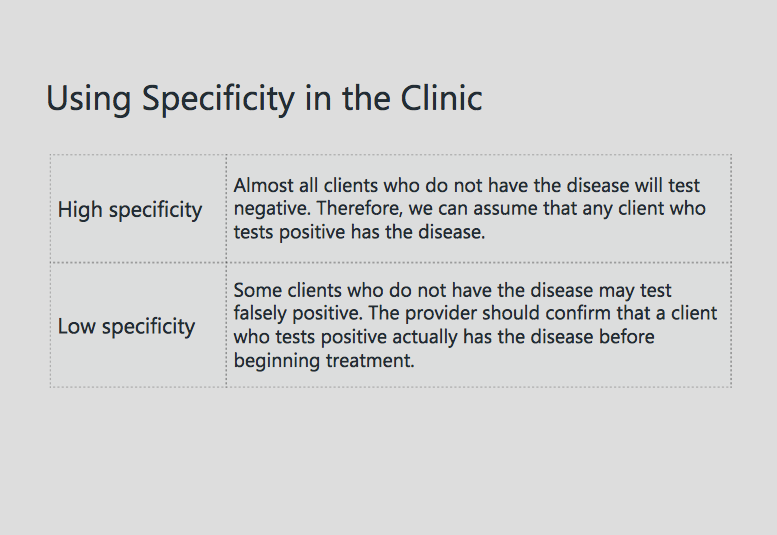 Using Specificity in the Clinic
High specificity
Almost all clients who do not have the disease will test
negative. Therefore, we can assume that any client who
tests positive has the disease.
Low specificity
Some clients who do not have the disease may test
falsely positive. The provider should confirm that a client
who tests positive actually has the disease before
beginning treatment.